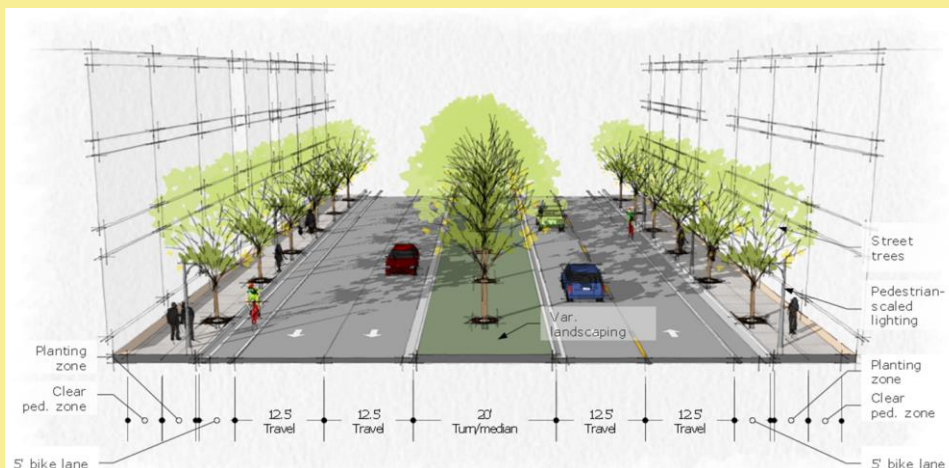 Street
trees
Pedestrian-
scaled
lighting
Var.
landscaping
Planting
zone
Clear
ped. zone
5' bike lane
12.5'
Travel
12.5'
Travel
20'
Turn/median
12.5'
Travel
12.5'
Travel
Planting
zone
Clear
ped. zone
5' bike lane